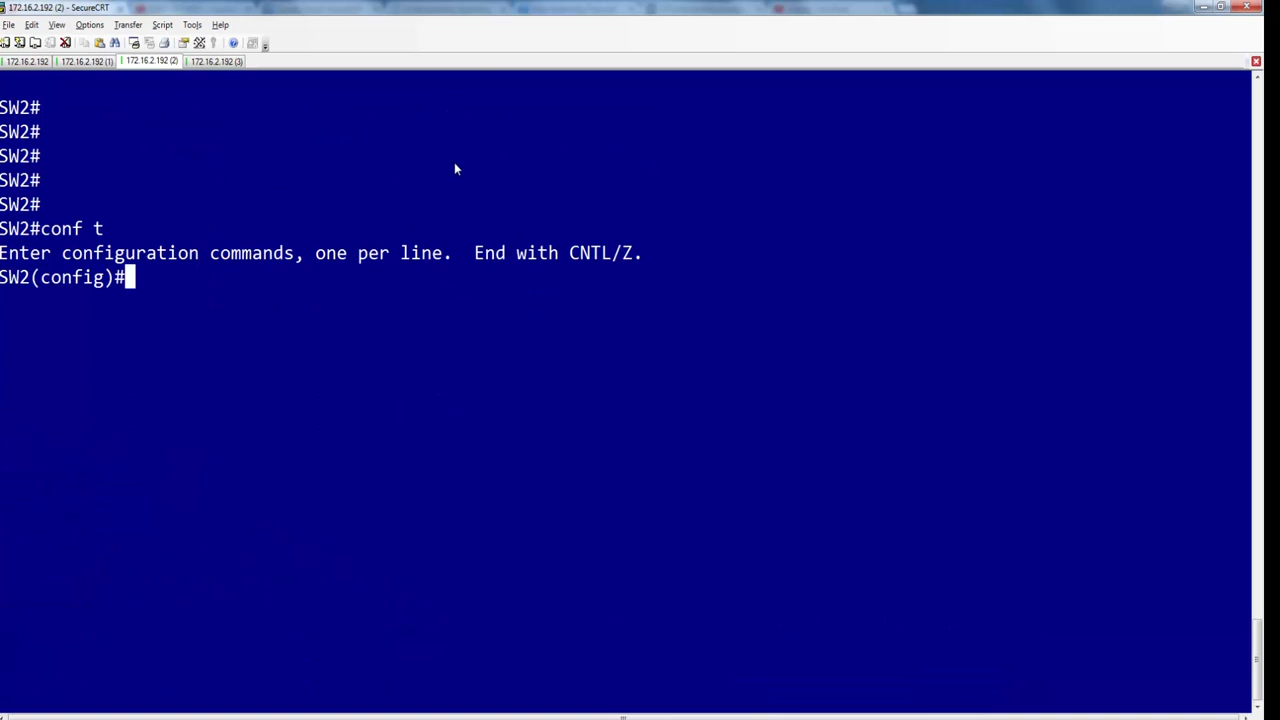 172.16.2.192 (2) - SecureCRT
File Edit View Options Transfer Script Tools Help
172.16.2.192 172.16.2.192 (1) 172.16.2.192 (2) 172.16.2.192 (3)
SW2#
SW2#
SW2#
SW2#
SW2#
SW2#conf t
Enter configuration commands, one per line.  End with CNTL/Z.
SW2(config)#